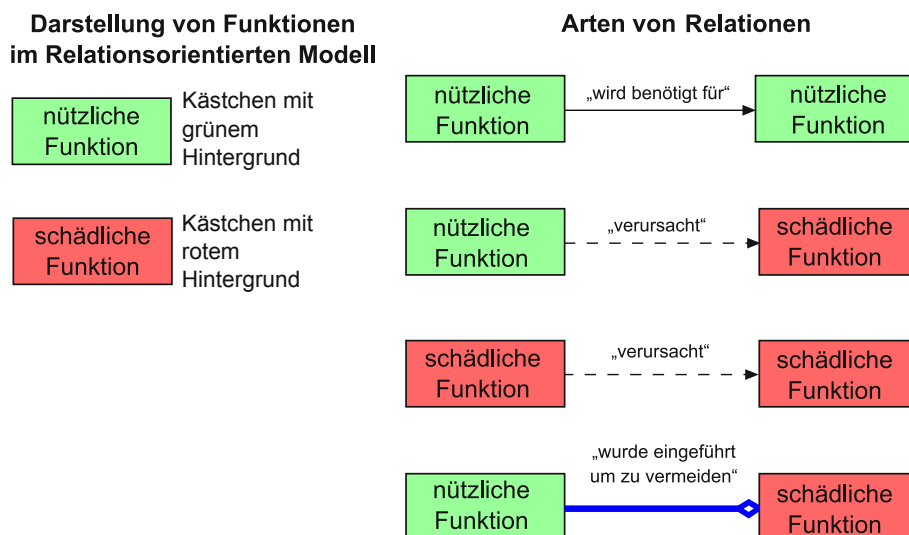 Darstellung von Funktionen
im Relationsorientierten Modell
nützliche
Funktion
Kästchen mit
grünem
Hintergrund
schädliche
Funktion
Kästchen mit
rotem
Hintergrund
Arten von Relationen
nützliche
Funktion
„wird benötigt für“
nützliche
Funktion
nützliche
Funktion
„verursacht“
schädliche
Funktion
schädliche
Funktion
„verursacht“
schädliche
Funktion
nützliche
Funktion
„wurde eingeführt
um zu vermeiden“
schädliche
Funktion